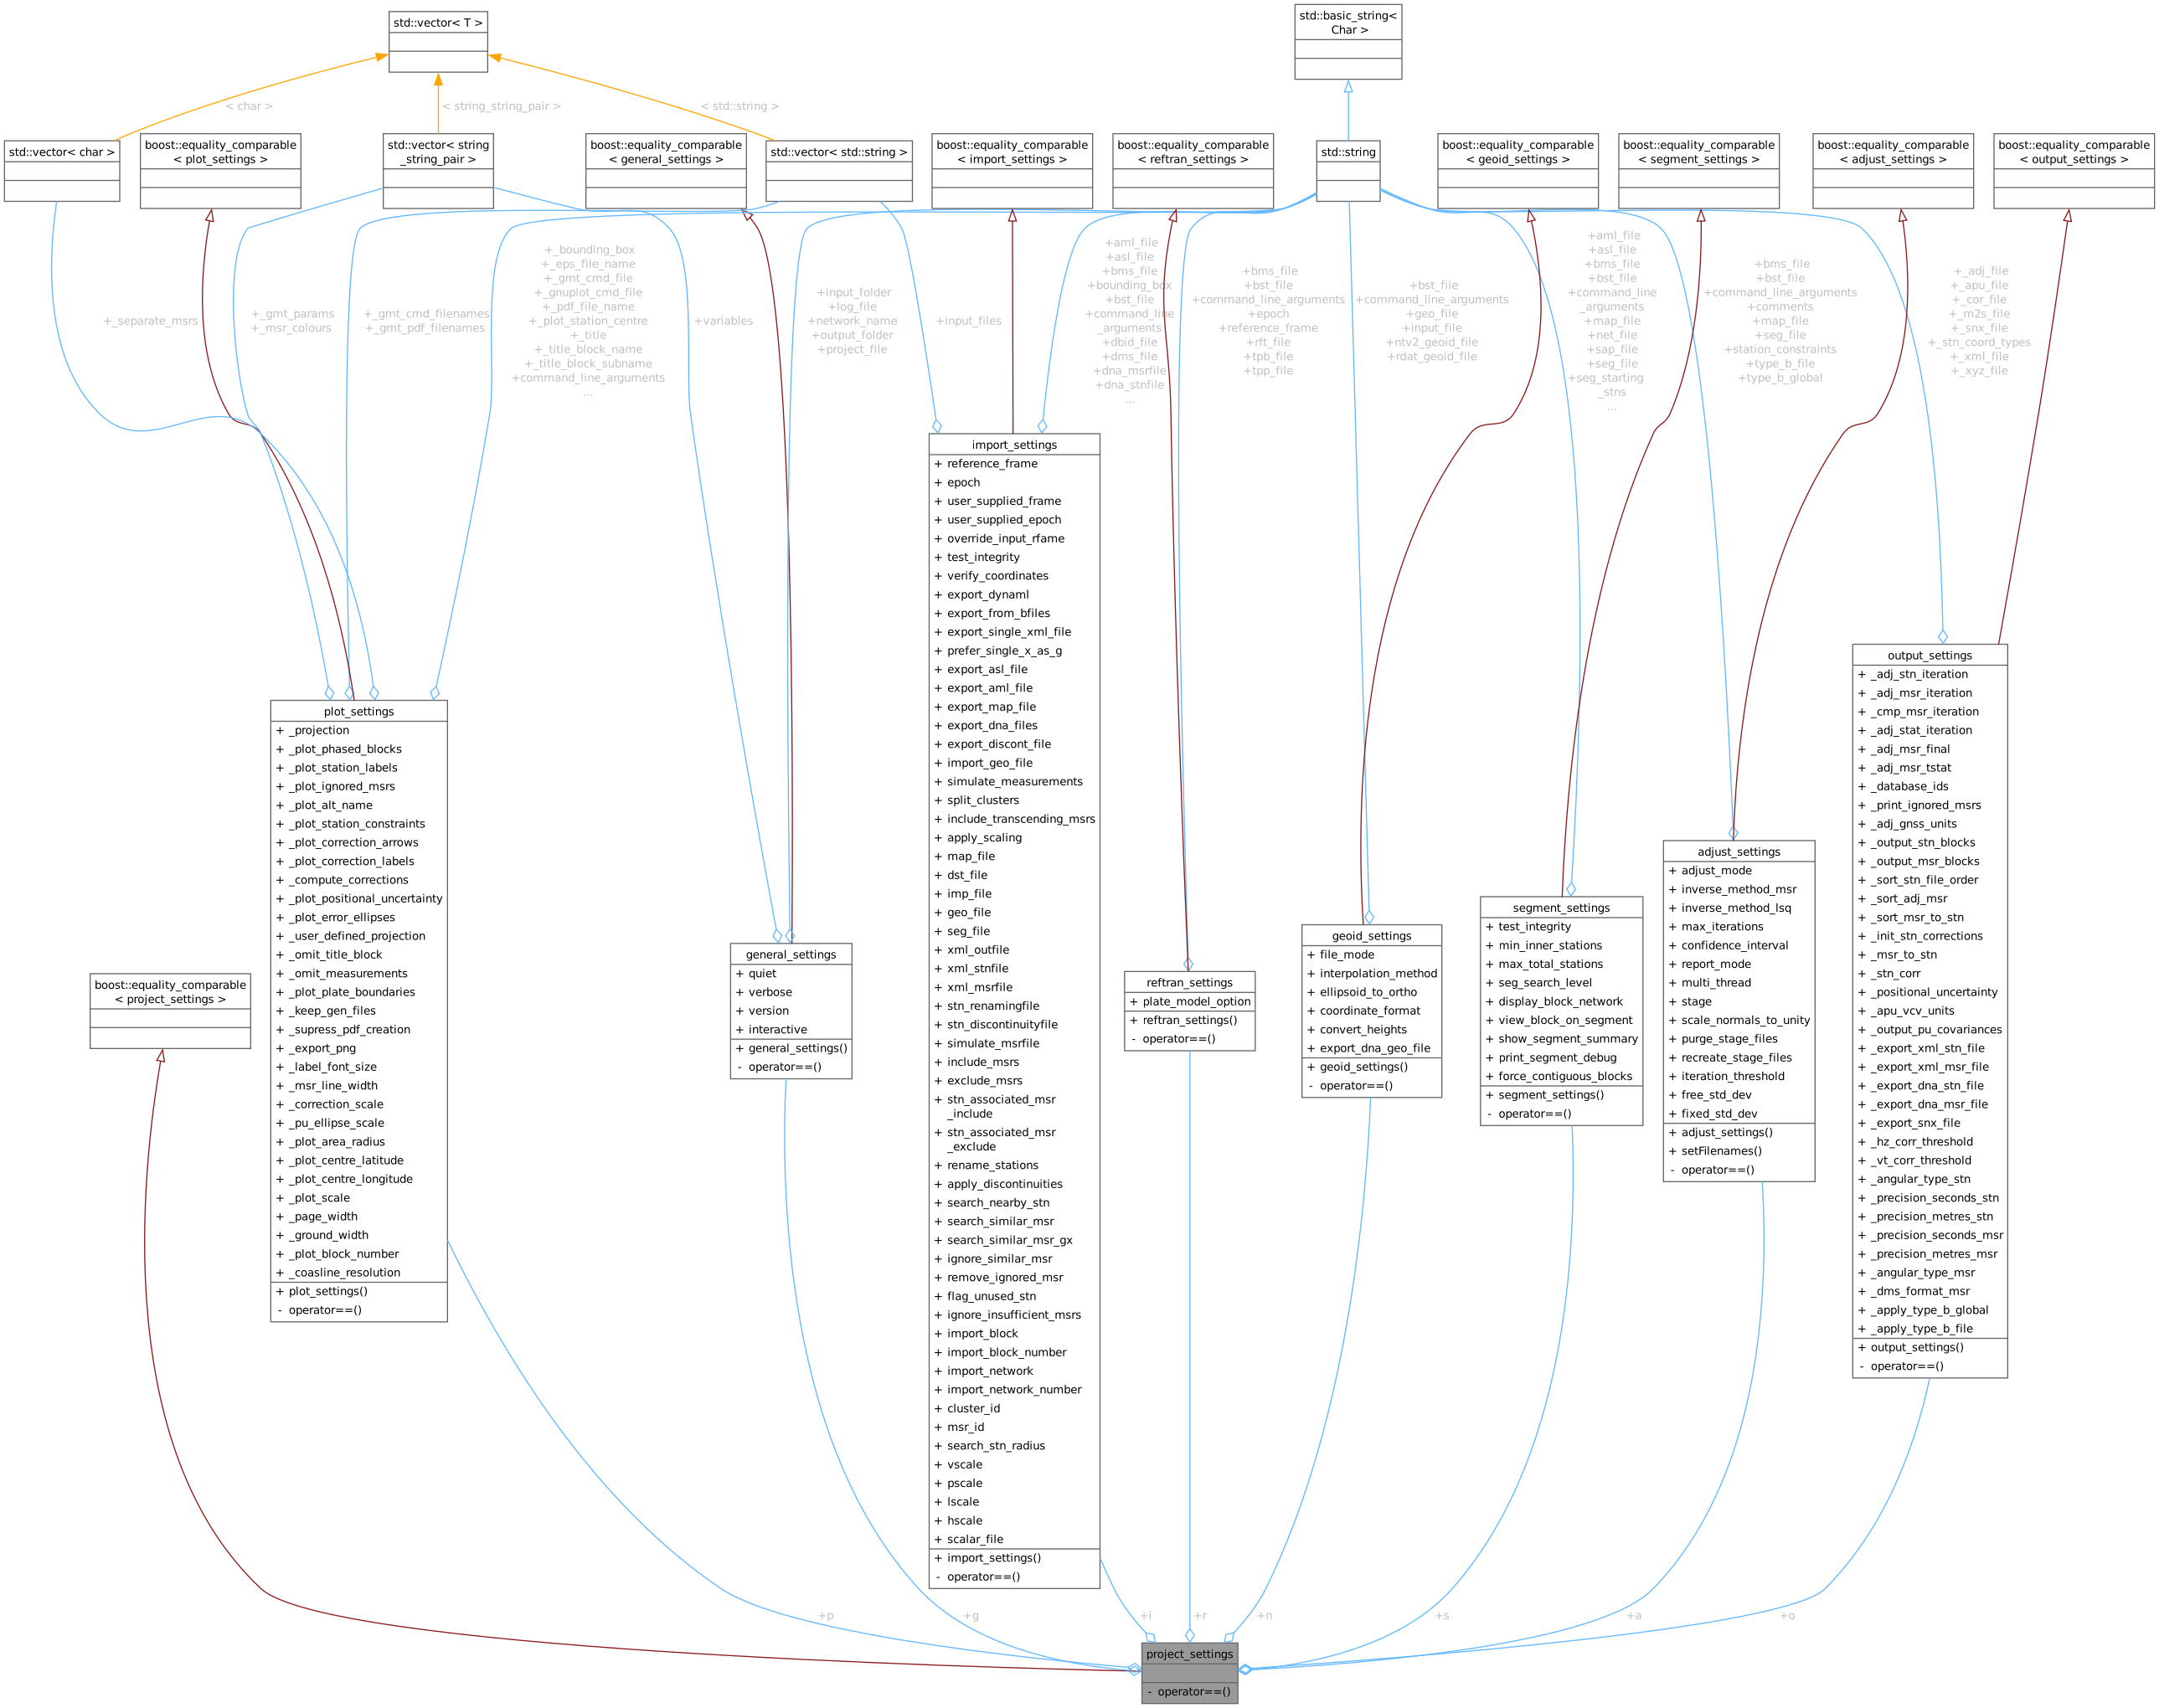 std::vector< T >
std::basic_string<
Char >
< char >
< string_string_pair >
< std::string >
std::vector< char >
boost::equality_comparable
< plot_settings >
std::vector< string
_string_pair >
boost::equality_comparable
< general_settings >
std::vector< std::string >
boost::equality_comparable
< import_settings >
boost::equality_comparable
< reftran_settings >
std::string
boost::equality_comparable
< geoid_settings >
boost::equality_comparable
< segment_settings >
boost::equality_comparable
< adjust_settings >
boost::equality_comparable
< output_settings >
+_separate_msrs
+_gmt_params
+_msr_colours
+_gmt_cmd_filenames
+_gmt_pdf_filenames
+_bounding_box
+_eps_file_name
+_gmt_cmd_file
+_gnuplot_cmd_file
+_pdf_file_name
+_plot_station_centre
+_title
+_title_block_name
+_title_block_subname
+command_line_arguments
...
+variables
+input_folder
+log_file
+network_name
+output_folder
+project_file
+input_files
+aml_file
+asl_file
+bms_file
+bounding_box
+bst_file
+command_line
_arguments
+dbid_file
+dms_file
+dna_msrfile
+dna_stnfile
...
+bms_file
+bst_file
+command_line_arguments
+epoch
+reference_frame
+rft_file
+tpb_file
+tpp_file
+bst_file
+command_line_arguments
+geo_file
+input_file
+ntv2_geoid_file
+rdat_geoid_file
+aml_file
+asl_file
+bms_file
+bst_file
+command_line
_arguments
+map_file
+net_file
+sap_file
+seg_file
+seg_starting
_stns
...
+bms_file
+bst_file
+command_line_arguments
+comments
+map_file
+seg_file
+station_constraints
+type_b_file
+type_b_global
+_adj_file
+_apu_file
+_cor_file
+_m2s_file
+_snx_file
+_stn_coord_types
+_xml_file
+_xyz_file
plot_settings
+ _projection
+ _plot_phased_blocks
+ _plot_station_labels
+ _plot_ignored_msrs
+ _plot_alt_name
+ _plot_station_constraints
+ _plot_correction_arrows
+ _plot_correction_labels
+ _compute_corrections
+ _plot_positional_uncertainty
+ _plot_error_ellipses
+ _user_defined_projection
+ _omit_title_block
+ _omit_measurements
+ _plot_plate_boundaries
+ _keep_gen_files
+ _supress_pdf_creation
+ _export_png
+ _label_font_size
+ _msr_line_width
+ _correction_scale
+ _pu_ellipse_scale
+ _plot_area_radius
+ _plot_centre_latitude
+ _plot_centre_longitude
+ _plot_scale
+ _page_width
+ _ground_width
+ _plot_block_number
+ _coasline_resolution
+ plot_settings()
- operator==()
boost::equality_comparable
< project_settings >
general_settings
+ quiet
+ verbose
+ version
+ interactive
+ general_settings()
- operator==()
import_settings
+ reference_frame
+ epoch
+ user_supplied_frame
+ user_supplied_epoch
+ override_input_rfame
+ test_integrity
+ verify_coordinates
+ export_dynaml
+ export_from_bfiles
+ export_single_xml_file
+ prefer_single_x_as_g
+ export_asl_file
+ export_aml_file
+ export_map_file
+ export_dna_files
+ export_discont_file
+ import_geo_file
+ simulate_measurements
+ split_clusters
+ include_transcending_msrs
+ apply_scaling
+ map_file
+ dst_file
+ imp_file
+ geo_file
+ seg_file
+ xml_outfile
+ xml_stnfile
+ xml_msrfile
+ stn_renamingfile
+ stn_discontinuityfile
+ simulate_msrfile
+ include_msrs
+ exclude_msrs
+ stn_associated_msr
_include
+ stn_associated_msr
_exclude
+ rename_stations
+ apply_discontinuities
+ search_nearby_stn
+ search_similar_msr
+ search_similar_msr_gx
+ ignore_similar_msr
+ remove_ignored_msr
+ flag_unused_stn
+ ignore_insufficient_msrs
+ import_block
+ import_block_number
+ import_network
+ import_network_number
+ cluster_id
+ msr_id
+ search_stn_radius
+ vscale
+ pscale
+ lscale
+ hscale
+ scalar_file
+ import_settings()
- operator==()
reftran_settings
+ plate_model_option
+ reftran_settings()
- operator==()
geoid_settings
+ file_mode
+ interpolation_method
+ ellipsoid_to_ortho
+ coordinate_format
+ convert_heights
+ export_dna_geo_file
+ geoid_settings()
- operator==()
segment_settings
+ test_integrity
+ min_inner_stations
+ max_total_stations
+ seg_search_level
+ display_block_network
+ view_block_on_segment
+ show_segment_summary
+ print_segment_debug
+ force_contiguous_blocks
+ segment_settings()
- operator==()
adjust_settings
+ adjust_mode
+ inverse_method_msr
+ inverse_method_lsq
+ max_iterations
+ confidence_interval
+ report_mode
+ multi_thread
+ stage
+ scale_normals_to_unity
+ purge_stage_files
+ recreate_stage_files
+ iteration_threshold
+ free_std_dev
+ fixed_std_dev
+ adjust_settings()
+ setFilenames()
- operator==()
output_settings
+ _adj_stn_iteration
+ _adj_msr_iteration
+ _cmp_msr_iteration
+ _adj_stat_iteration
+ _adj_msr_final
+ _adj_msr_tstat
+ _database_ids
+ _print_ignored_msrs
+ _adj_gnss_units
+ _output_stn_blocks
+ _output_msr_blocks
+ _sort_stn_file_order
+ _sort_adj_msr
+ _sort_msr_to_stn
+ _init_stn_corrections
+ _msr_to_stn
+ _stn_corr
+ _positional_uncertainty
+ _apu_vcv_units
+ _output_pu_covariances
+ _export_xml_stn_file
+ _export_xml_msr_file
+ _export_dna_stn_file
+ _export_dna_msr_file
+ _export_snx_file
+ _hz_corr_threshold
+ _vt_corr_threshold
+ _angular_type_stn
+ _precision_seconds_stn
+ _precision_metres_stn
+ _precision_seconds_msr
+ _precision_metres_msr
+ _angular_type_msr
+ _dms_format_msr
+ _apply_type_b_global
+ _apply_type_b_file
+ output_settings()
- operator==()
+p
+g
+i
+r
+n
+s
+a
+o
project_settings
- operator==()